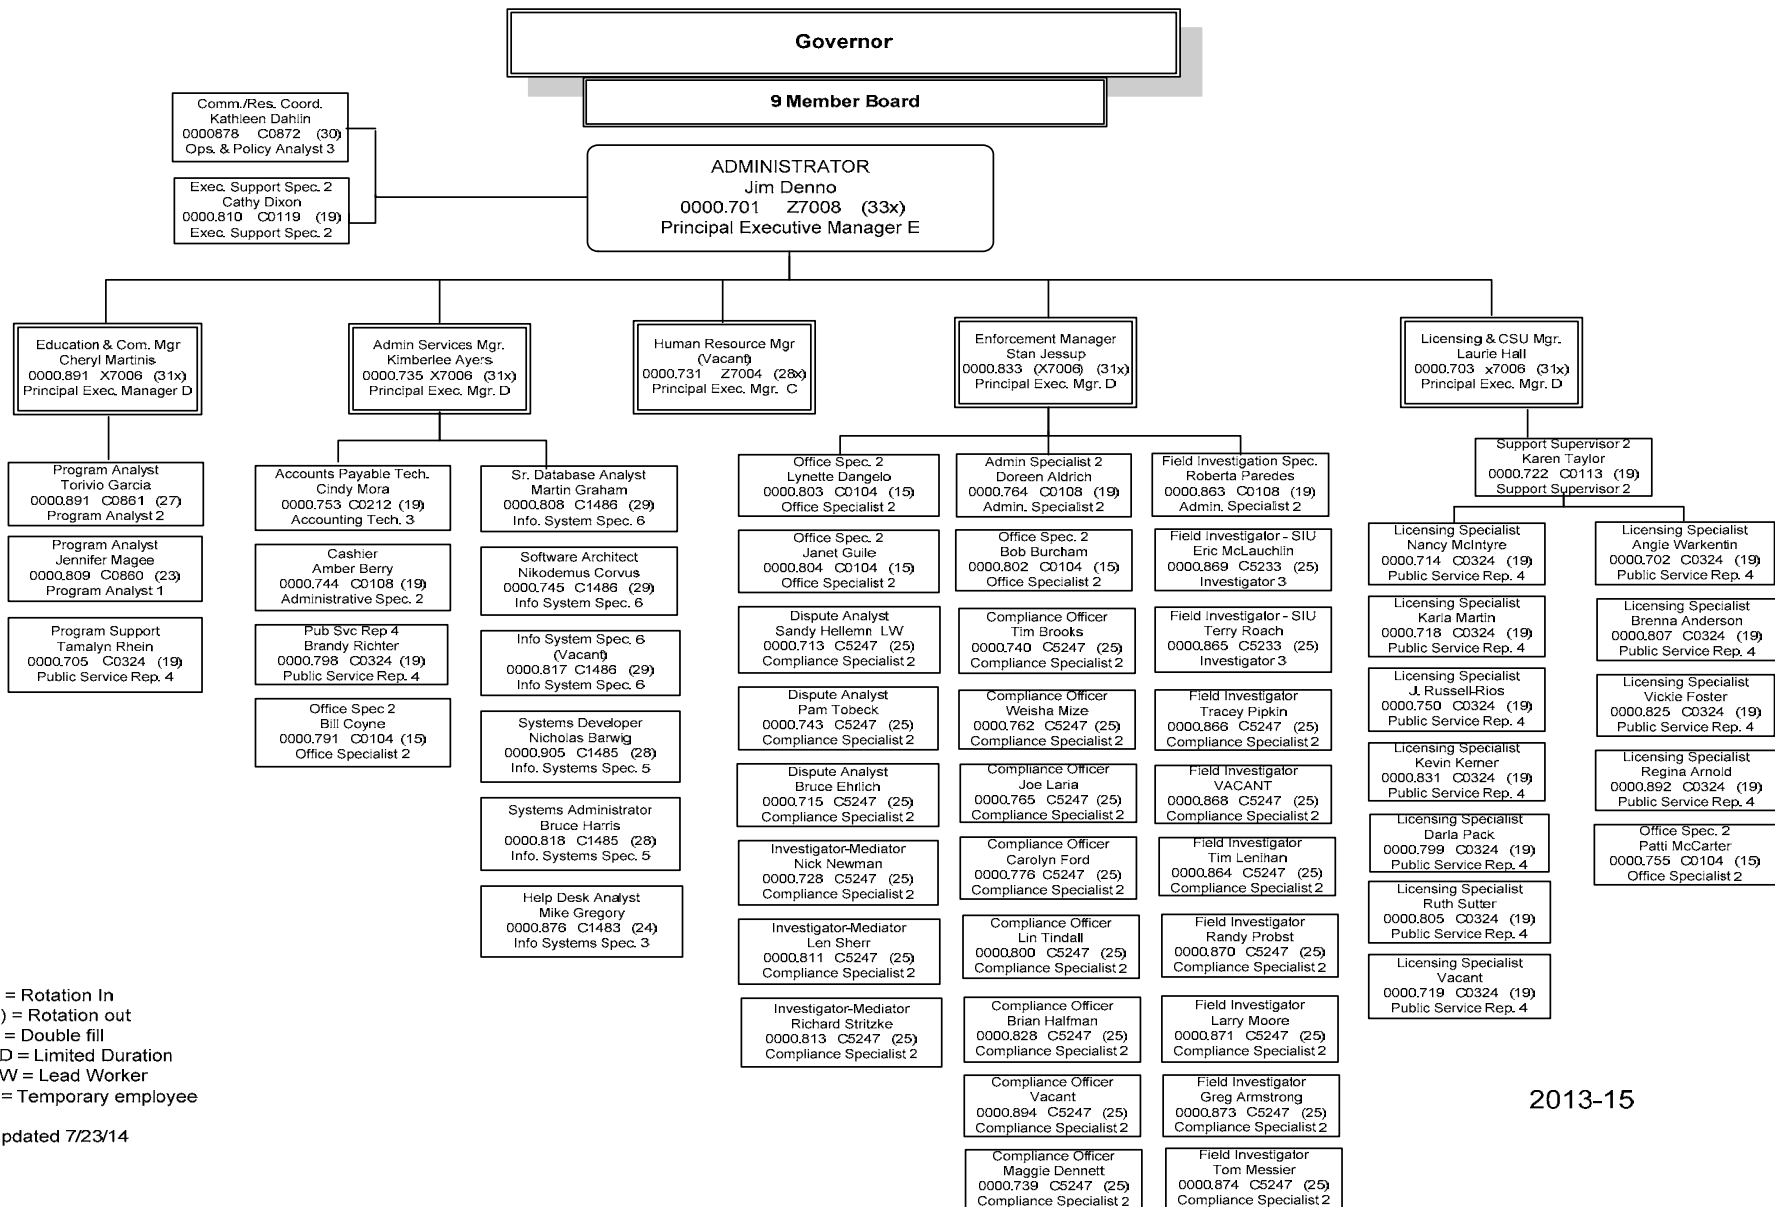 Governor
9 Member Board
Comm./Res. Coord.
Kathleen Dahlin
0000878 C0872 (30)
Ops. & Policy Analyst 3
Exec. Support Spec. 2
Cathy Dixon
0000.810 C0119 (19)
Exec. Support Spec. 2
ADMINISTRATOR
Jim Denno
0000.701 Z7008 (33x)
Principal Executive Manager E
Education & Com. Mgr
Cheryl Martinis
0000.891 X7006 (31x)
Principal Exec. Manager D
Admin Services Mgr.
Kimberlee Ayers
0000.735 X7006 (31x)
Principal Exec. Mgr. D
Human Resource Mgr
(Vacant)
0000.731 Z7004 (28x)
Principal Exec. Mgr. C
Enforcement Manager
Stan Jessup
0000.833 (X7006) (31x)
Principal Exec. Mgr. D
Licensing & CSU Mgr.
Laurie Hall
0000.703 x7006 (31x)
Principal Exec. Mgr. D
Program Analyst
Torivio Garcia
0000.891 C0861 (27)
Program Analyst 2
Program Analyst
Jennifer Magee
0000.809 C0860 (23)
Program Analyst 1
Program Support
Tamalyn Rhein
0000.705 C0324 (19)
Public Service Rep. 4
Accounts Payable Tech.
Cindy Mora
0000.753 C0212 (19)
Accounting Tech. 3
Cashier
Amber Berry
0000.744 C0108 (19)
Administrative Spec. 2
Pub Svc Rep 4
Brandy Richter
0000.798 C0324 (19)
Public Service Rep. 4
Office Spec 2
Bill Coyne
0000.791 C0104 (15)
Office Specialist 2
Sr. Database Analyst
Martin Graham
0000.808 C1486 (29)
Info. System Spec. 6
Software Architect
Nikodemus Corvus
0000.745 C1486 (29)
Info System Spec. 6
Info System Spec. 6
(Vacant)
0000.817 C1486 (29)
Info System Spec. 6
Systems Developer
Nicholas Barwig
0000.905 C1485 (28)
Info. Systems Spec. 5
Systems Administrator
Bruce Harris
0000.818 C1485 (28)
Info. Systems Spec. 5
Help Desk Analyst
Mike Gregory
0000.876 C1483 (24)
Info Systems Spec. 3
Office Spec. 2
Lynette Dangelo
0000.803 C0104 (15)
Office Specialist 2
Office Spec. 2
Janet Guile
0000.804 C0104 (15)
Office Specialist 2
Dispute Analyst
Sandy Hellemn LW
0000.713 C5247 (25)
Compliance Specialist 2
Dispute Analyst
Pam Tobeck
0000.743 C5247 (25)
Compliance Specialist 2
Dispute Analyst
Bruce Ehrlich
0000.715 C5247 (25)
Compliance Specialist 2
Investigator-Mediator
Nick Newman
0000.728 C5247 (25)
Compliance Specialist 2
Investigator-Mediator
Len Sherr
0000.811 C5247 (25)
Compliance Specialist 2
Investigator-Mediator
Richard Stritzke
0000.813 C5247 (25)
Compliance Specialist 2
Admin Specialist 2
Doreen Aldrich
0000.764 C0108 (19)
Admin. Specialist 2
Office Spec. 2
Bob Burcham
0000.802 C0104 (15)
Office Specialist 2
Compliance Officer
Tim Brooks
0000.740 C5247 (25)
Compliance Specialist 2
Compliance Officer
Weisha Mize
0000.762 C5247 (25)
Compliance Specialist 2
Compliance Officer
Joe Laria
0000.765 C5247 (25)
Compliance Specialist 2
Compliance Officer
Carolyn Ford
0000.776 C5247 (25)
Compliance Specialist 2
Compliance Officer
Lin Tindall
0000.800 C5247 (25)
Compliance Specialist 2
Compliance Officer
Brian Halfman
0000.828 C5247 (25)
Compliance Specialist 2
Compliance Officer
Vacant
0000.894 C5247 (25)
Compliance Specialist 2
Compliance Officer
Maggie Dennett
0000.739 C5247 (25)
Compliance Specialist 2
Field Investigation Spec.
Roberta Paredes
0000.863 C0108 (19)
Admin. Specialist 2
Field Investigator - SIU
Eric McLauchlin
0000.869 C5233 (25)
Investigator 3
Field Investigator - SIU
Terry Roach
0000.865 C5233 (25)
Investigator 3
Field Investigator
Tracey Pipkin
0000.866 C5247 (25)
Compliance Specialist 2
Field Investigator
VACANT
0000.868 C5247 (25)
Compliance Specialist 2
Field Investigator
Tim Lenihan
0000.864 C5247 (25)
Compliance Specialist 2
Field Investigator
Randy Probst
0000.870 C5247 (25)
Compliance Specialist 2
Field Investigator
Larry Moore
0000.871 C5247 (25)
Compliance Specialist 2
Field Investigator
Greg Armstrong
0000.873 C5247 (25)
Compliance Specialist 2
Field Investigator
Tom Messier
0000.874 C5247 (25)
Compliance Specialist 2
Support Supervisor 2
Karen Taylor
0000.722 C0113 (19)
Support Supervisor 2
Licensing Specialist
Nancy McIntyre
0000.714 C0324 (19)
Public Service Rep. 4
Licensing Specialist
Karla Martin
0000.718 C0324 (19)
Public Service Rep. 4
Licensing Specialist
J. Russell-Rios
0000.750 C0324 (19)
Public Service Rep. 4
Licensing Specialist
Kevin Kerner
0000.831 C0324 (19)
Public Service Rep. 4
Licensing Specialist
Darla Pack
0000.799 C0324 (19)
Public Service Rep. 4
Licensing Specialist
Ruth Sutter
0000.805 C0324 (19)
Public Service Rep. 4
Licensing Specialist
Vacant
0000.719 C0324 (19)
Public Service Rep. 4
Licensing Specialist
Angie Warkentin
0000.702 C0324 (19)
Public Service Rep. 4
Licensing Specialist
Brenna Anderson
0000.807 C0324 (19)
Public Service Rep. 4
Licensing Specialist
Vickie Foster
0000.825 C0324 (19)
Public Service Rep. 4
Licensing Specialist
Regina Arnold
0000.892 C0324 (19)
Public Service Rep. 4
Office Spec. 2
Patti McCarter
0000.755 C0104 (15)
Office Specialist 2
= Rotation In
) = Rotation out
= Double fill
D = Limited Duration
W = Lead Worker
= Temporary employee
pdated 7/23/14
2013-15